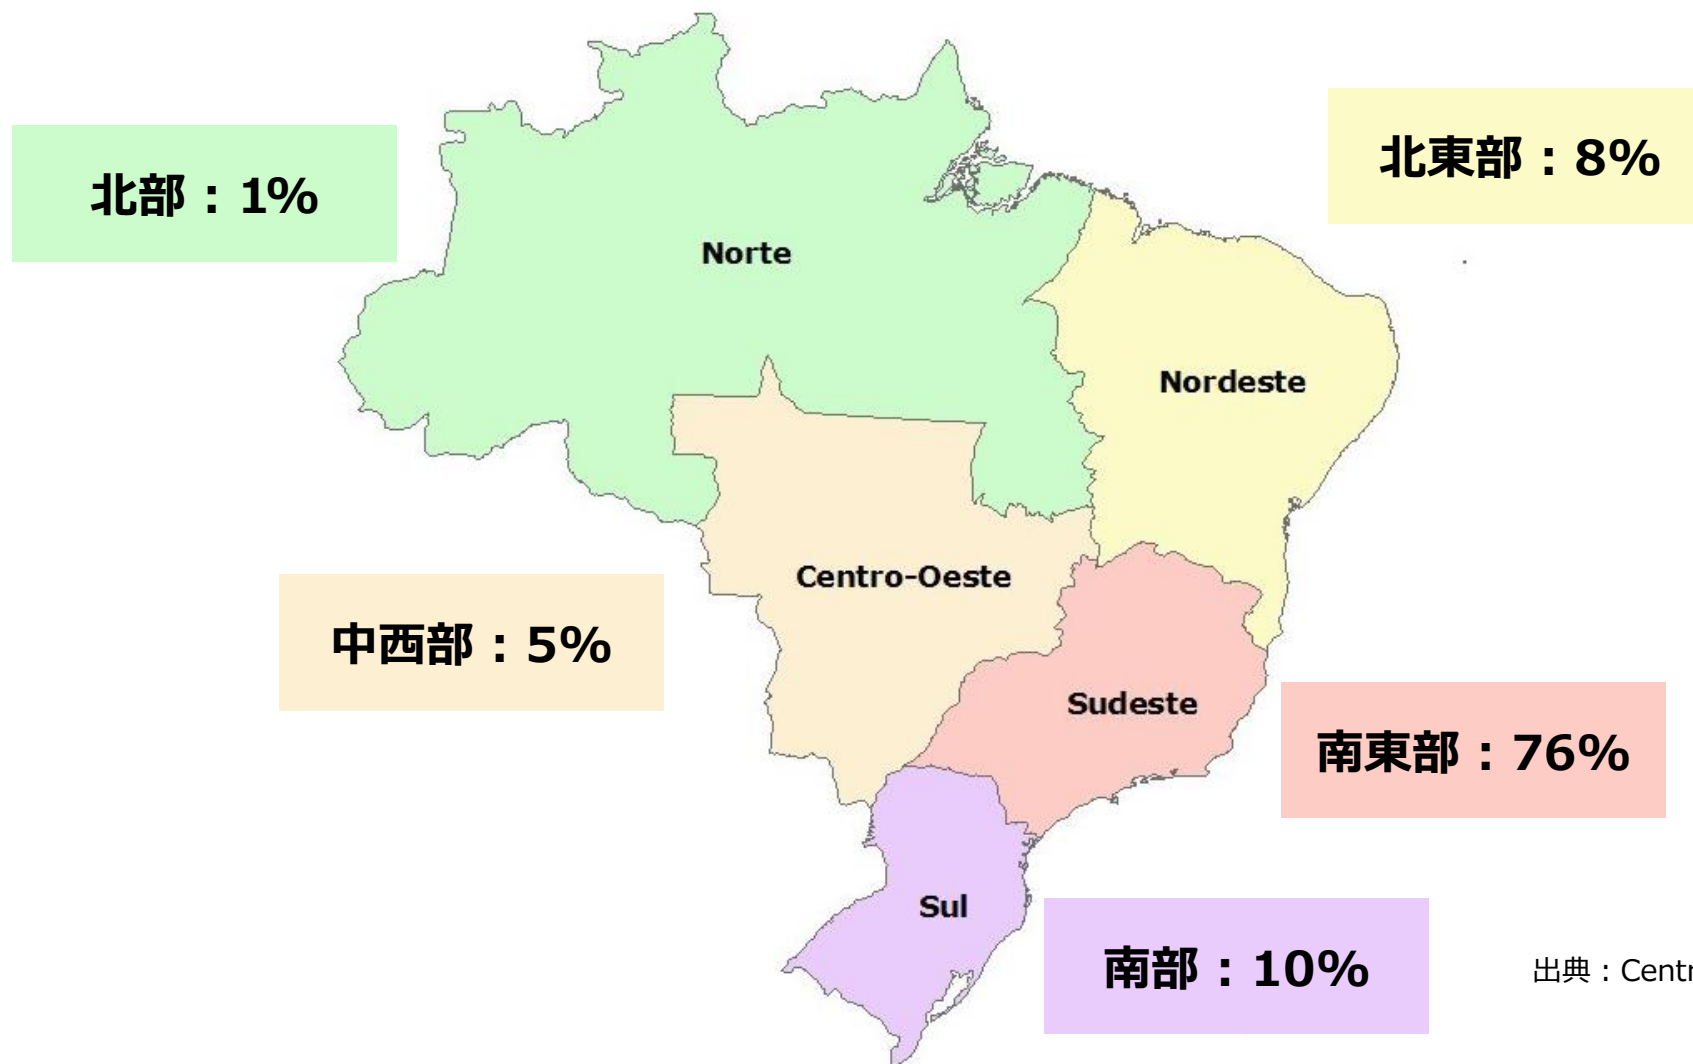 北東部：8%
北部：1%
Norte
Nordeste
Centro-Oeste
中西部：5%
Sudeste
南東部：76%
Sul
南部：10%
出典：Centr